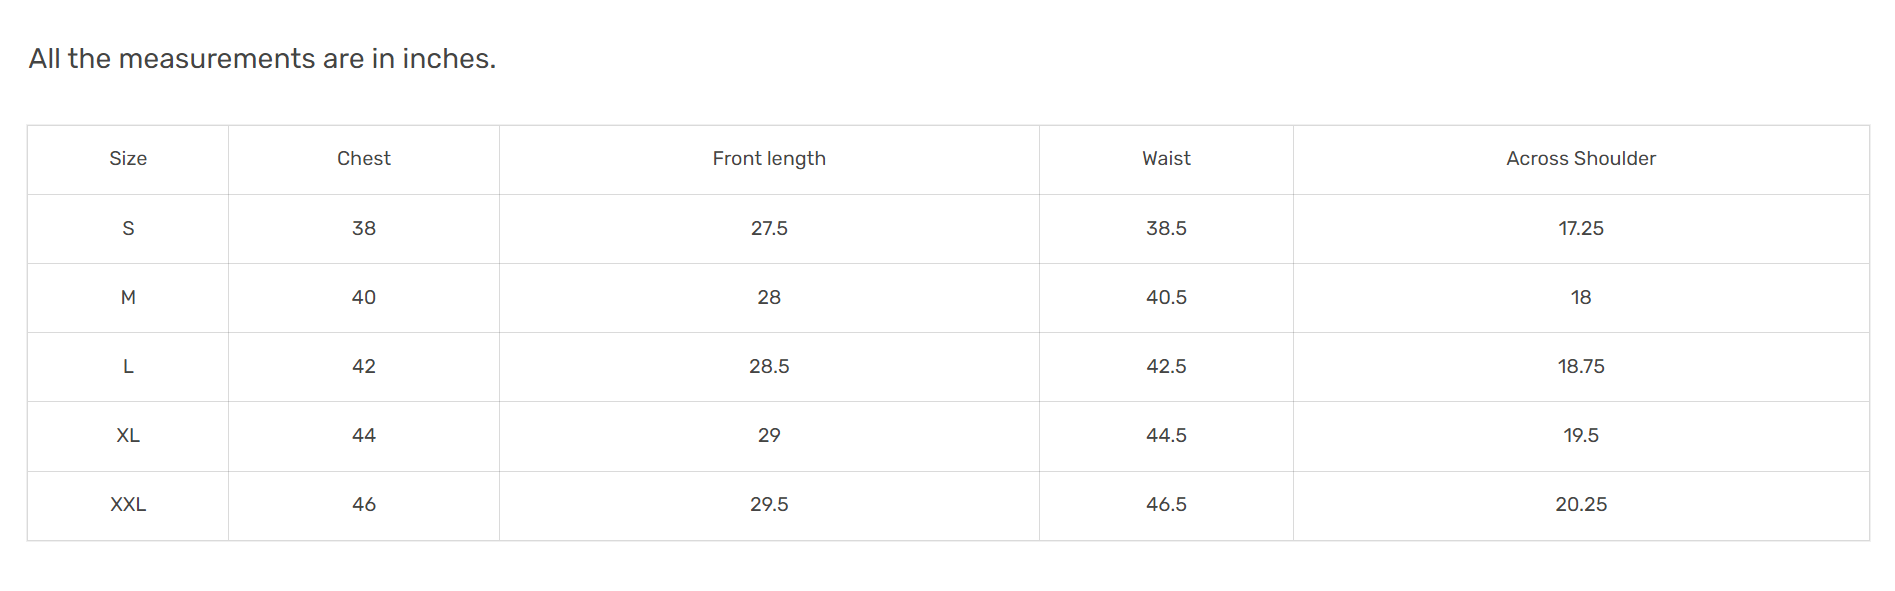 All the measurements are in inches.
Size Chest Front length Waist Across Shoulder
S 38 27.5 38.5 17.25
M 40 28 40.5 18
L 42 28.5 42.5 18.75
XL 44 29 44.5 19.5
XXL 46 29.5 46.5 20.25